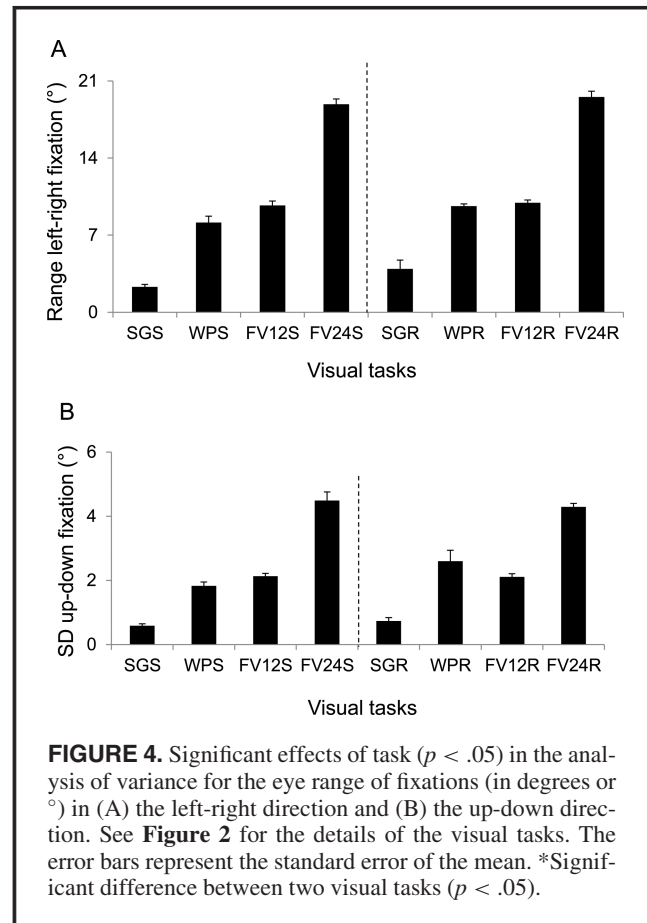 A
Range left-right fixation (°)
21
14
7
0
SGS WPS FV12S FV24S SGR WPR FV12R FV24R
Visual tasks
B
SD up-down fixation (°)
6
4
2
0
SGS WPS FV12S FV24S SGR WPR FV12R FV24R
Visual tasks
FIGURE 4. Significant effects of task (p < .05) in the anal-
ysis of variance for the eye range of fixations (in degrees or
°) in (A) the left-right direction and (B) the up-down direc-
tion. See Figure 2 for the details of the visual tasks. The
error bars represent the standard error of the mean. *Signif-
icant difference between two visual tasks (p < .05).